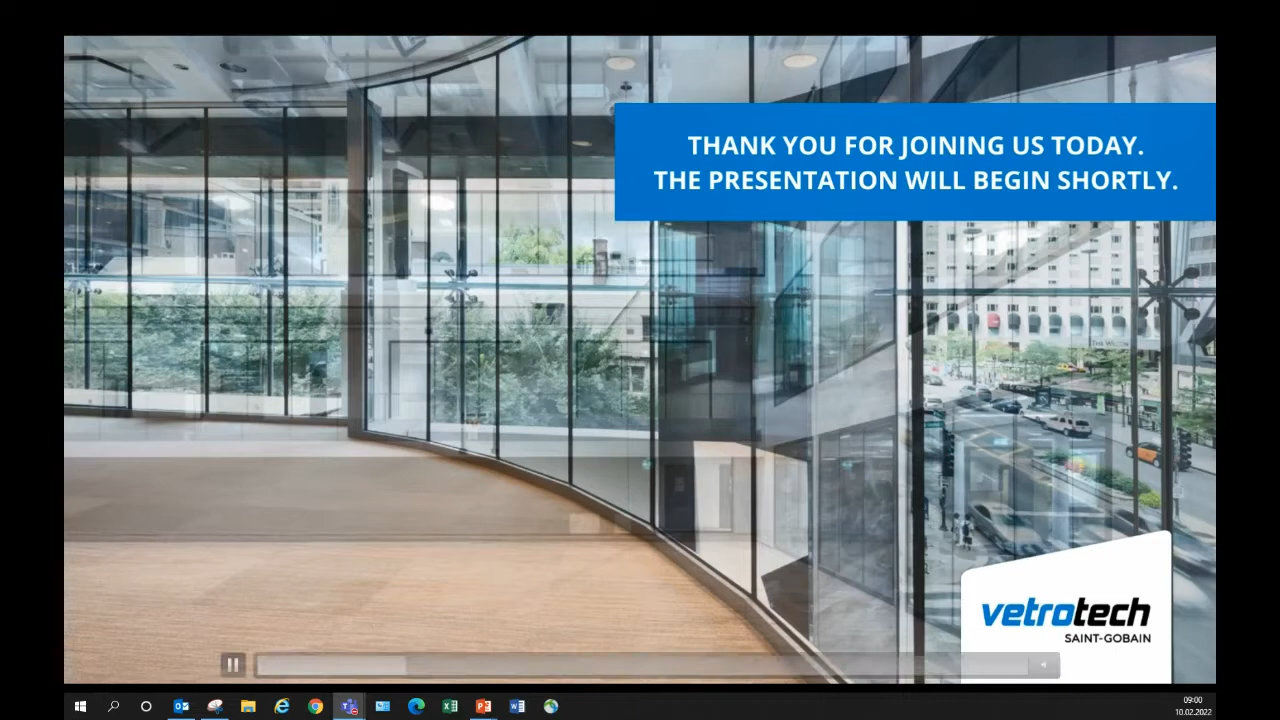 THANK YOU FOR JOINING US TODAY.
THE PRESENTATION WILL BEGIN SHORTLY.
vetrotech
SAINT-GOBAIN
09:00
10.02.2022